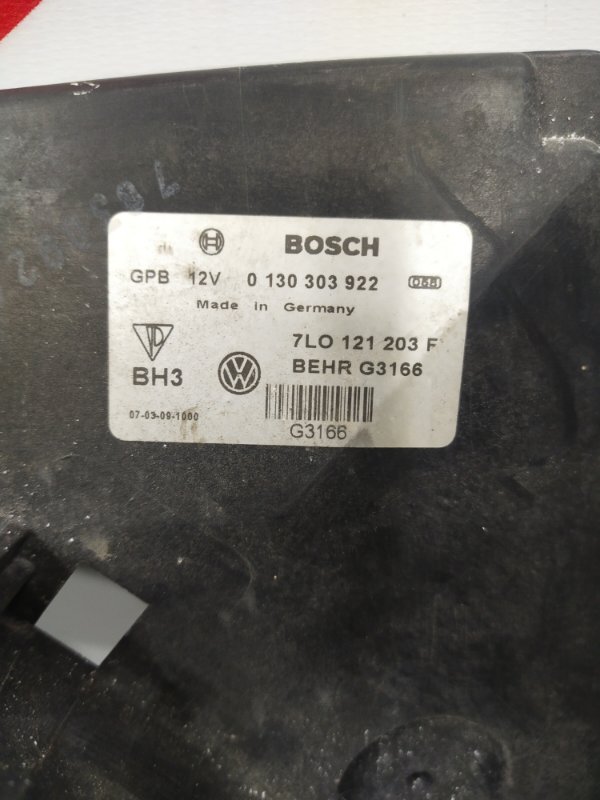 BOSCH
GPB 12V 0 130 303 922
Made in Germany
7LO 121 203 F
BH3
BEHR G3166
07-03-09-1000
G3166